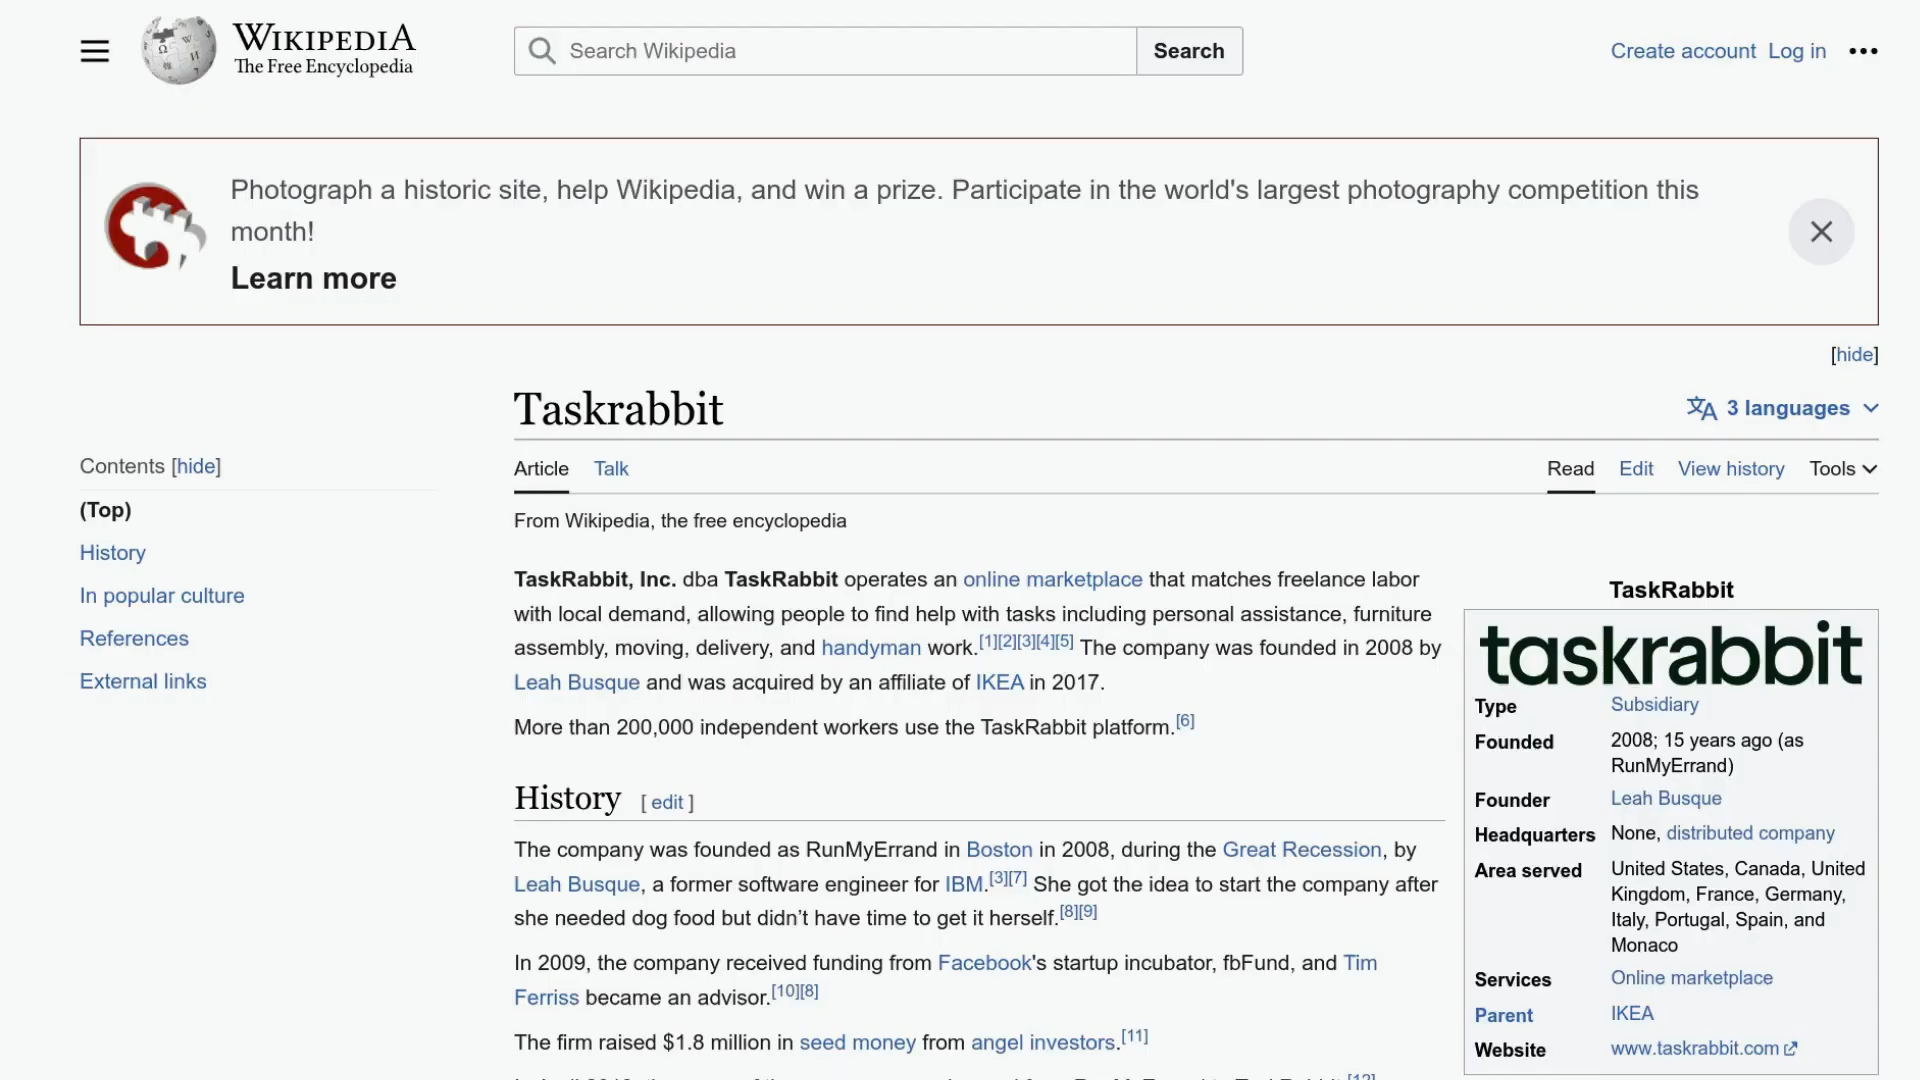 WIKIPEDIA
The Free Encyclopedia
Search Wikipedia
Search
Create account Log in
Photograph a historic site, help Wikipedia, and win a prize. Participate in the world's largest photography competition this
month!
Learn more
[hide]
Taskrabbit
3 languages
Contents [hide]
(Top)
History
In popular culture
References
External links
Article Talk
Read Edit View history Tools
From Wikipedia, the free encyclopedia
TaskRabbit, Inc. dba TaskRabbit operates an online marketplace that matches freelance labor
with local demand, allowing people to find help with tasks including personal assistance, furniture
assembly, moving, delivery, and handyman work.[1][2][3][4][5] The company was founded in 2008 by
Leah Busque and was acquired by an affiliate of IKEA in 2017.
More than 200,000 independent workers use the TaskRabbit platform.[6]
History [ edit ]
The company was founded as RunMyErrand in Boston in 2008, during the Great Recession, by
Leah Busque, a former software engineer for IBM.[3][7] She got the idea to start the company after
she needed dog food but didn’t have time to get it herself.[8][9]
In 2009, the company received funding from Facebook's startup incubator, fbFund, and Tim
Ferriss became an advisor.[10][8]
The firm raised $1.8 million in seed money from angel investors.[11]
TaskRabbit
taskrabbit
Type Subsidiary
Founded 2008; 15 years ago (as
RunMyErrand)
Founder Leah Busque
Headquarters None, distributed company
Area served United States, Canada, United
Kingdom, France, Germany,
Italy, Portugal, Spain, and
Monaco
Services Online marketplace
Parent IKEA
Website www.taskrabbit.com